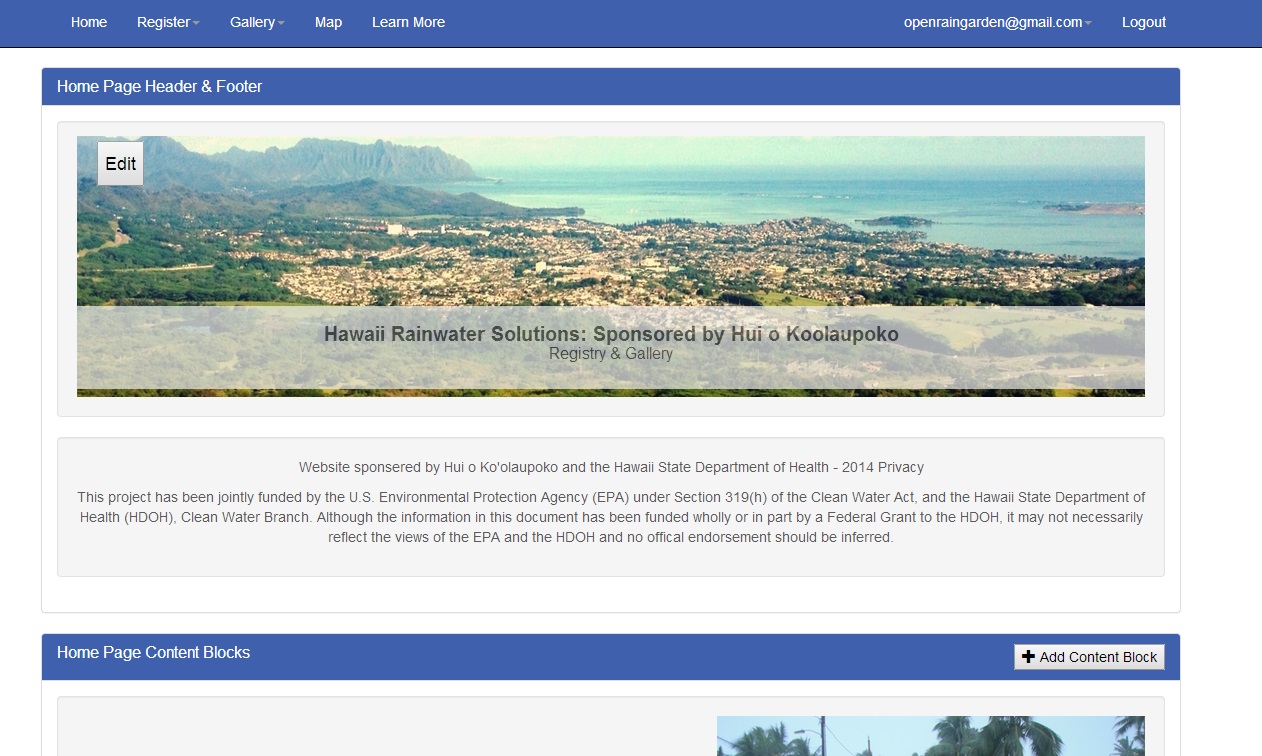 Home Register Gallery Map Learn More openraingarden@gmail.com Logout
Home Page Header & Footer
Edit
Hawaii Rainwater Solutions: Sponsored by Hui o Koolaupoko
Registry & Gallery
Website sponsered by Hui o Ko'olaupoko and the Hawaii State Department of Health - 2014 Privacy
This project has been jointly funded by the U.S. Environmental Protection Agency (EPA) under Section 319(h) of the Clean Water Act, and the Hawaii State Department of
Health (HDOH), Clean Water Branch. Although the information in this document has been funded wholly or in part by a Federal Grant to the HDOH, it may not necessarily
reflect the views of the EPA and the HDOH and no offical endorsement should be inferred.
Home Page Content Blocks
Add Content Block